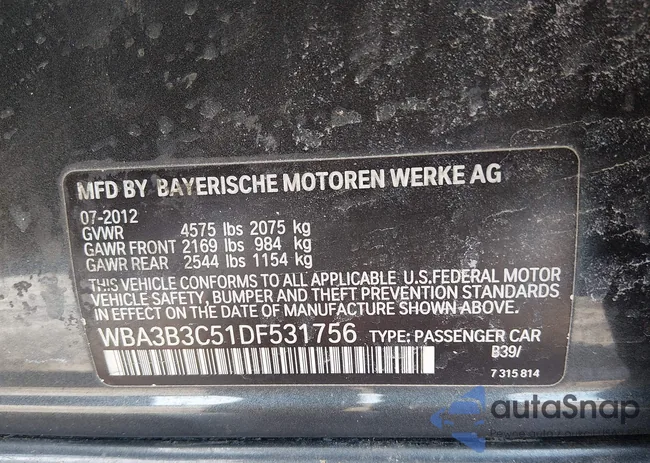 MFD BY BAYERISCHE MOTOREN WERKE AG
07-2012
GVWR 4575 lbs 2075 kg
GAWR FRONT 2169 lbs 984 kg
GAWR REAR 2544 lbs 1154 kg
THIS VEHICLE CONFORMS TO ALL APPLICABLE U.S.FEDERAL MOTOR
VEHICLE SAFETY, BUMPER AND THEFT PREVENTION STANDARDS
IN EFFECT ON THE DATE OF MANUFACTURE SHOWN ABOVE.
WBA3B3C51DF531756 TYPE: PASSENGER CAR
B39/
7 315 814
autaSnap